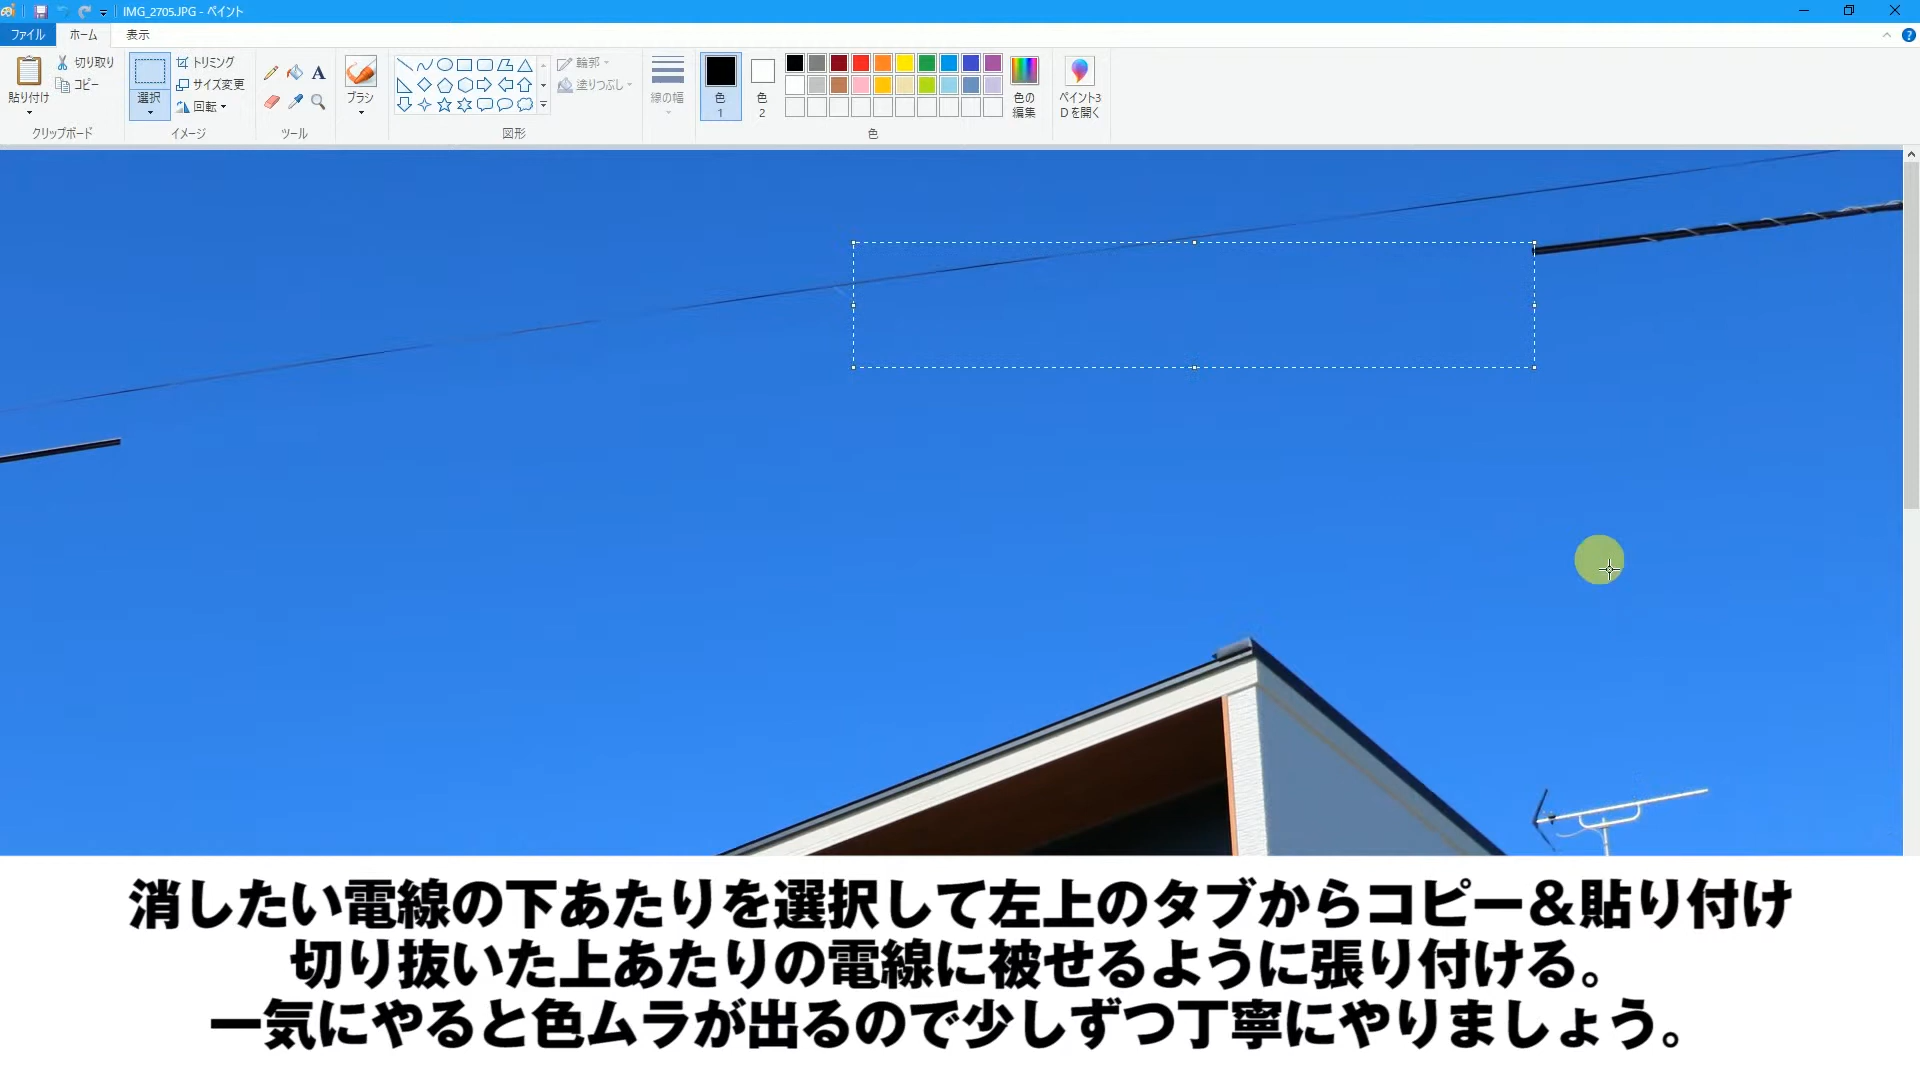 IMG_2705.JPG - ペイント
ファイル ホーム 表示
貼り付け
切り取り
コピー
クリップボード
選択
トリミング
サイズ変更
回転
イメージ
A
ツール
ブラシ
輪郭
塗りつぶし
図形
線の幅
色
1
色
2
色の
編集
色
ペイント3
Dを開く
消したい電線の下あたりを選択して左上のタブからコピー&貼り付け
切り抜いた上あたりの電線に被せるように張り付ける。
一気にやると色ムラが出るので少しずつ丁寧にやりましょう。